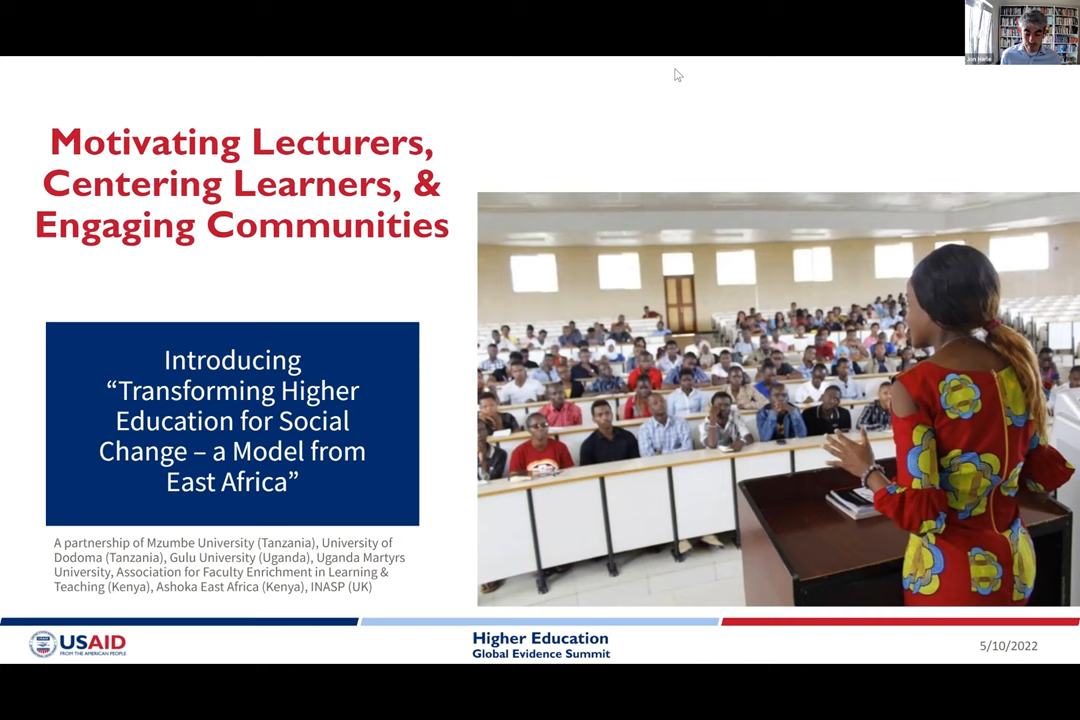 Jon Harle
Motivating Lecturers,
Centering Learners, &
Engaging Communities
Introducing
“Transforming Higher
Education for Social
Change – a Model from
East Africa”
A partnership of Mzumbe University (Tanzania), University of
Dodoma (Tanzania), Gulu University (Uganda), Uganda Martyrs
University, Association for Faculty Enrichment in Learning &
Teaching (Kenya), Ashoka East Africa (Kenya), INASP (UK)
USAID
FROM THE AMERICAN PEOPLE
Higher Education
Global Evidence Summit
5/10/2022